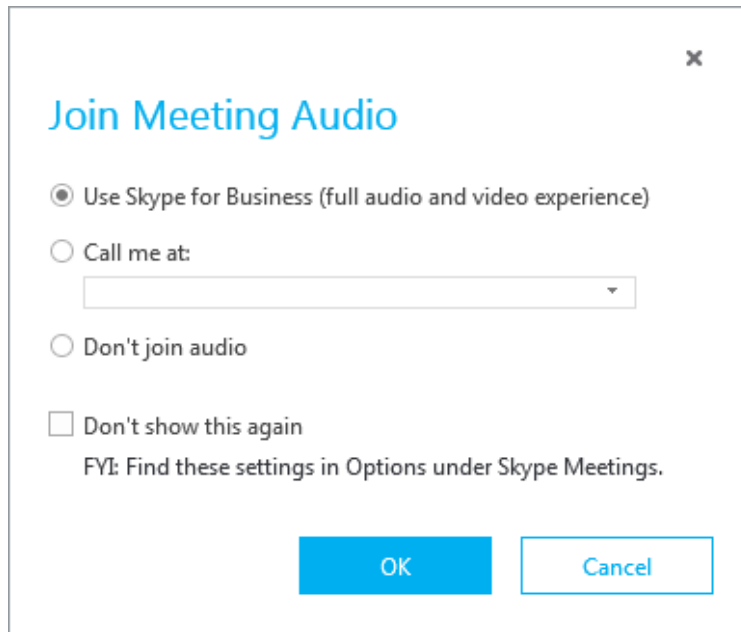 Join Meeting Audio
Use Skype for Business (full audio and video experience)
Call me at:
Don't join audio
Don't show this again
FYI: Find these settings in Options under Skype Meetings.
OK
Cancel